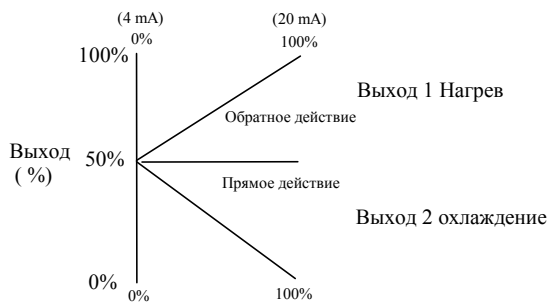 (4 mA) (20 mA)
0% 100%
100%
Выход 1 Нагрев
Обратное действие
Выход 50%
( %)
Прямое действие
Выход 2 охлаждение
0%
0% 100%